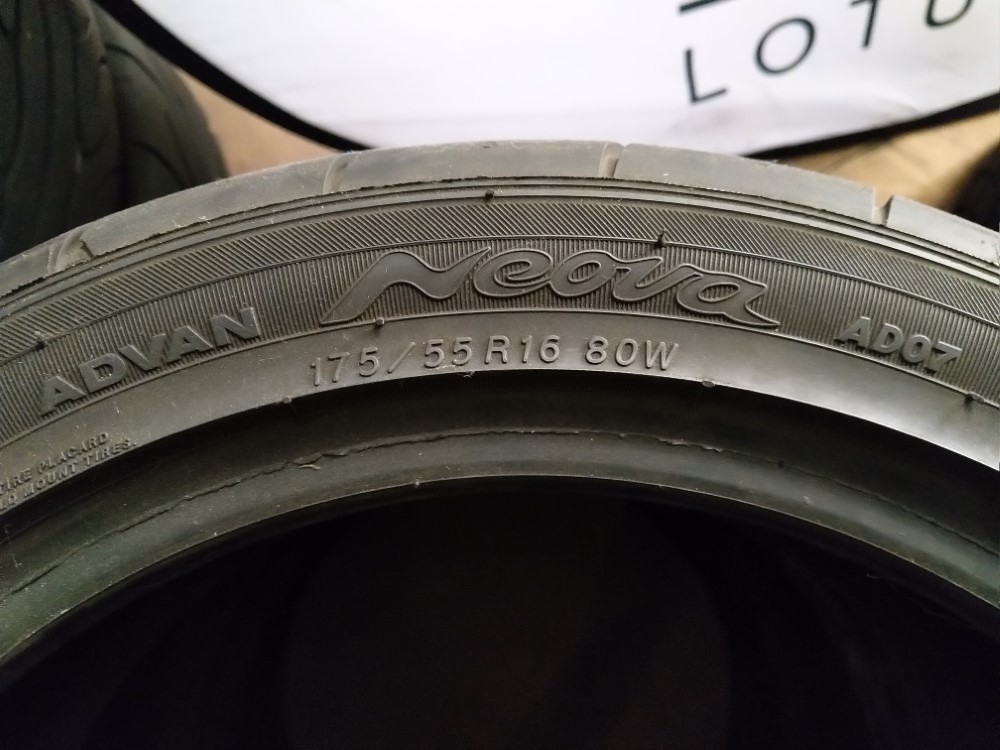 LOTU
ADVAN Neova AD07
175/55R16 80W
TIRE PLACARD
MOUNT TIRES.